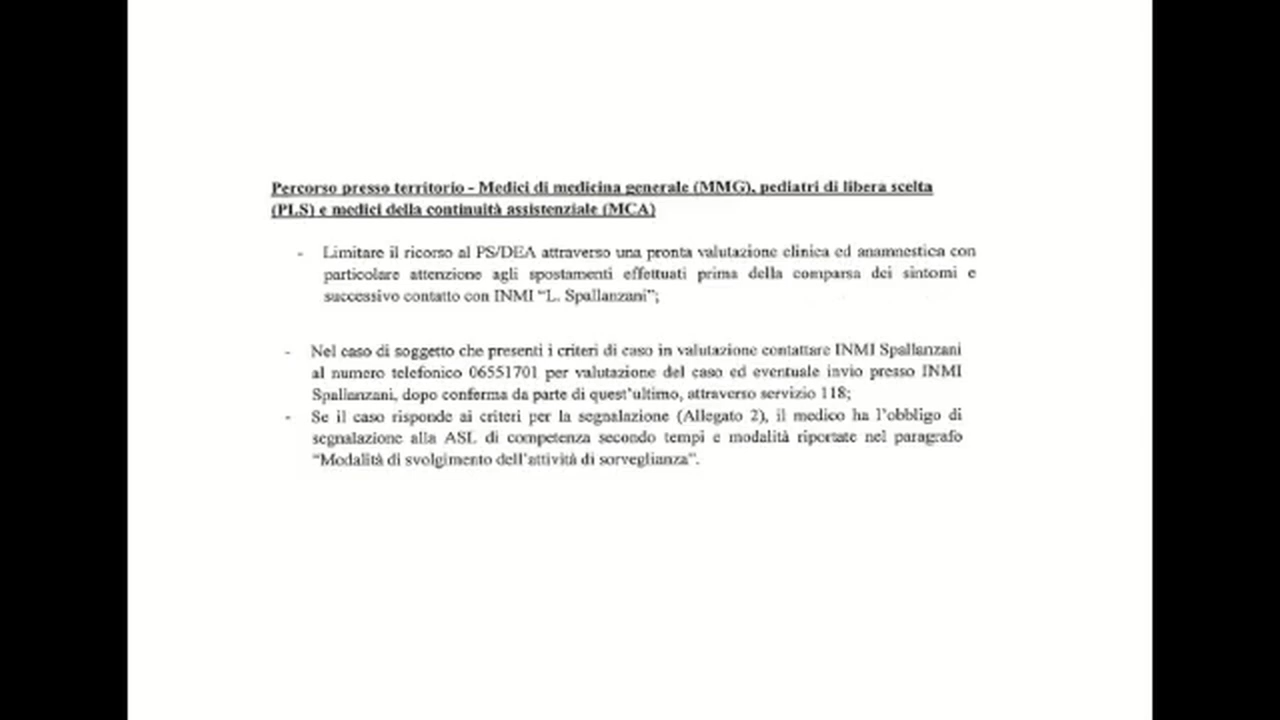 Percorso presso territorio - Medici di medicina generale (MMG), pediatri di libera scelta
(PLS) e medici della continuità assistenziale (MCA)
- Limitare il ricorso al PS/DEA attraverso una pronta valutazione clinica ed anamnestica con
particolare attenzione agli spostamenti effettuati prima della comparsa dei sintomi e
successivo contatto con INMI “L. Spallanzani”;
- Nel caso di soggetto che presenti i criteri di caso in valutazione contattare INMI Spallanzani
al numero telefonico 06551701 per valutazione del caso ed eventuale invio presso INMI
Spallanzani, dopo conferma da parte di quest’ultimo, attraverso servizio 118;
- Se il caso risponde ai criteri per la segnalazione (Allegato 2), il medico ha l’obbligo di
segnalazione alla ASL di competenza secondo tempi e modalità riportate nel paragrafo
“Modalità di svolgimento dell’attività di sorveglianza”.